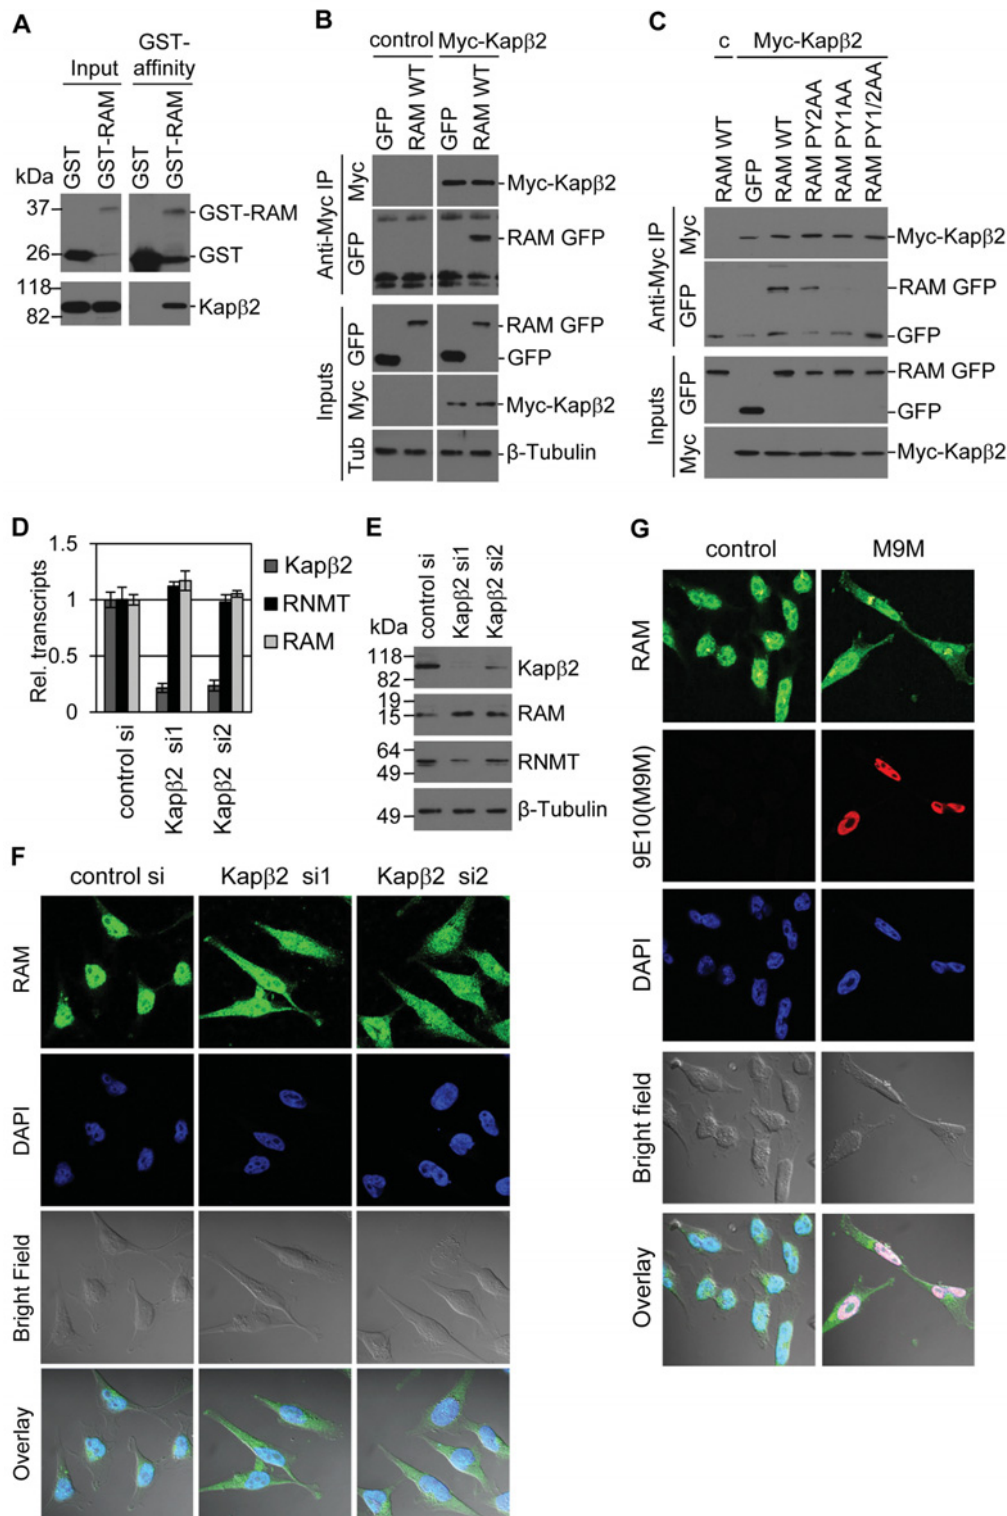 A
Input
GST-
affinity
GST
GST-RAM
GST
GST-RAM
kDa
37
26
118
82
GST-RAM
GST
Kapβ2
B
control
Myc-Kapβ2
GFP
RAM WT
GFP
RAM WT
Anti-Myc IP
Myc
GFP
Inputs
GFP
Myc
Tub
Myc-Kapβ2
RAM GFP
RAM GFP
GFP
Myc-Kapβ2
β-Tubulin
C
c
Myc-Kapβ2
RAM WT
GFP
RAM WT
RAM PY2AA
RAM PY1AA
RAM PY1/2AA
Anti-Myc IP
Myc
GFP
Inputs
GFP
Myc
Myc-Kapβ2
RAM GFP
GFP
RAM GFP
GFP
Myc-Kapβ2
D
Rel. transcripts
1.5
1
0.5
0
Kapβ2
RNMT
RAM
control si
Kapβ2 si1
Kapβ2 si2
E
control si
Kapβ2 si1
Kapβ2 si2
kDa
118
82
19
15
64
49
49
Kapβ2
RAM
RNMT
β-Tubulin
F
control si
Kapβ2 si1
Kapβ2 si2
RAM
DAPI
Bright Field
Overlay
G
control
M9M
RAM
9E10(M9M)
DAPI
Bright field
Overlay